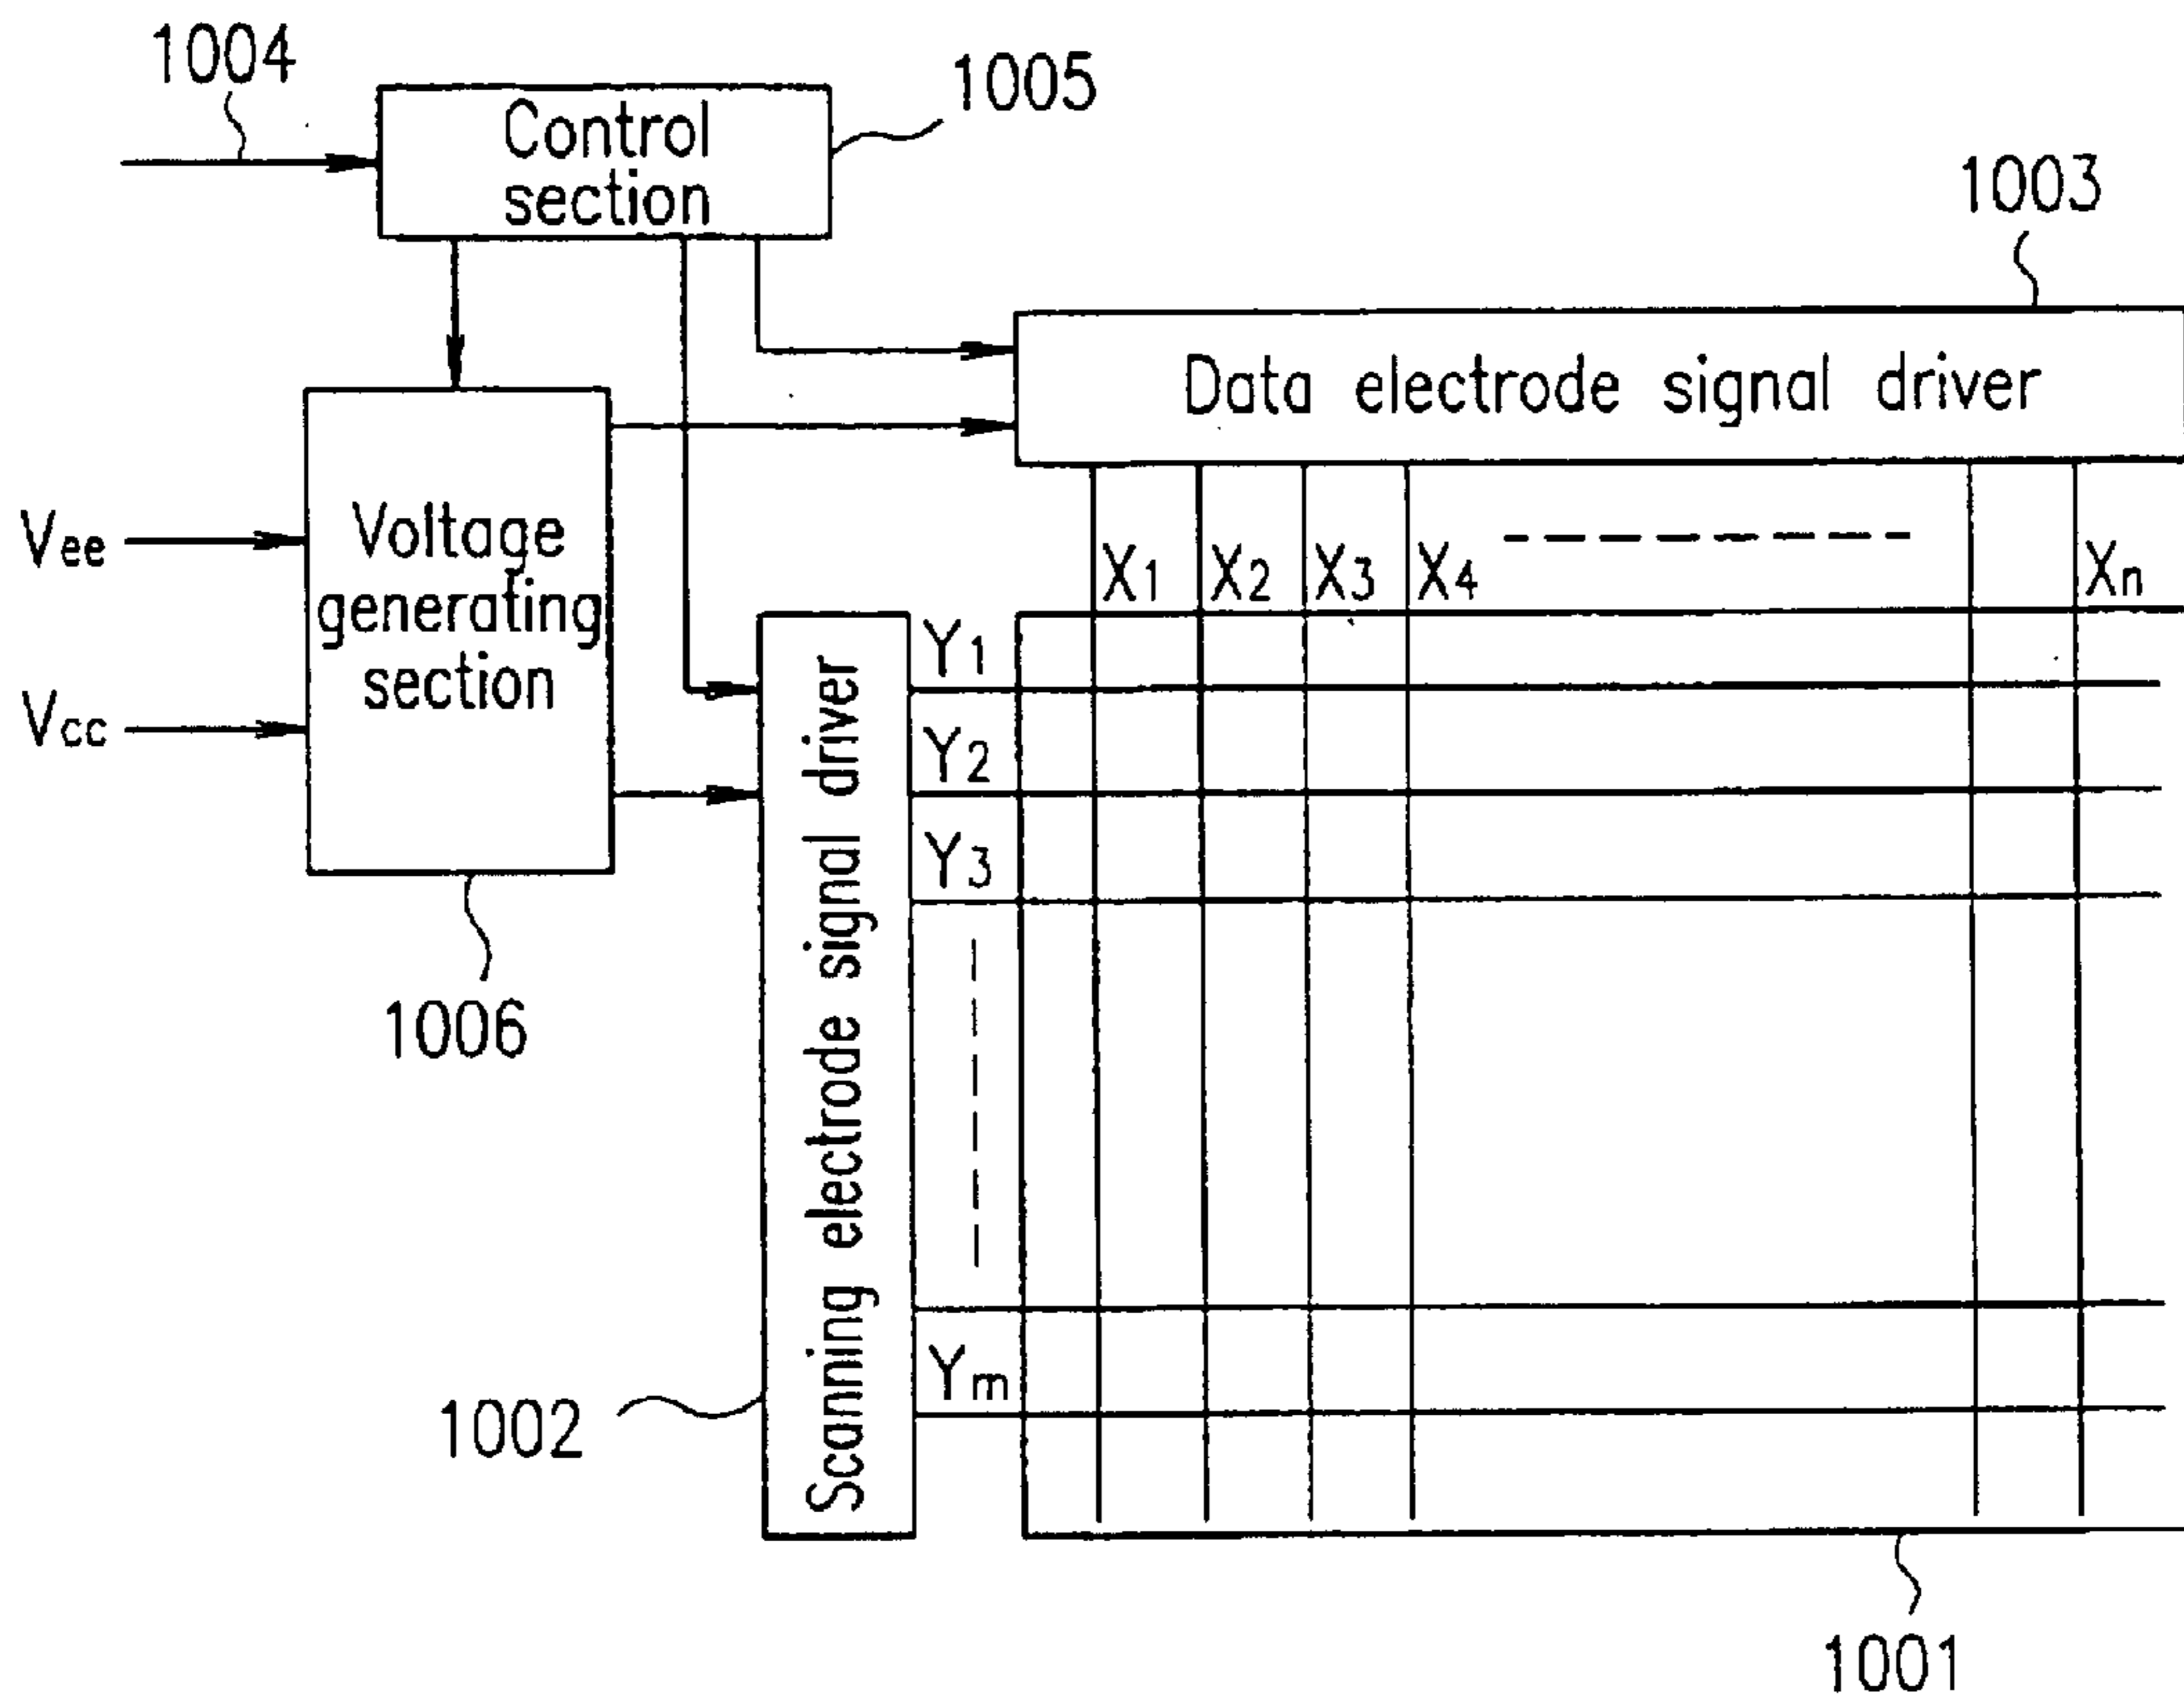 1004
1005
Control
section
1003
Data electrode signal driver
Vee
Voltage
generating
section
Vcc
X1 X2 X3 X4 Xn
Y1
Y2
Y3
Ym
Scanning electrode signal driver
1006
1002
1001